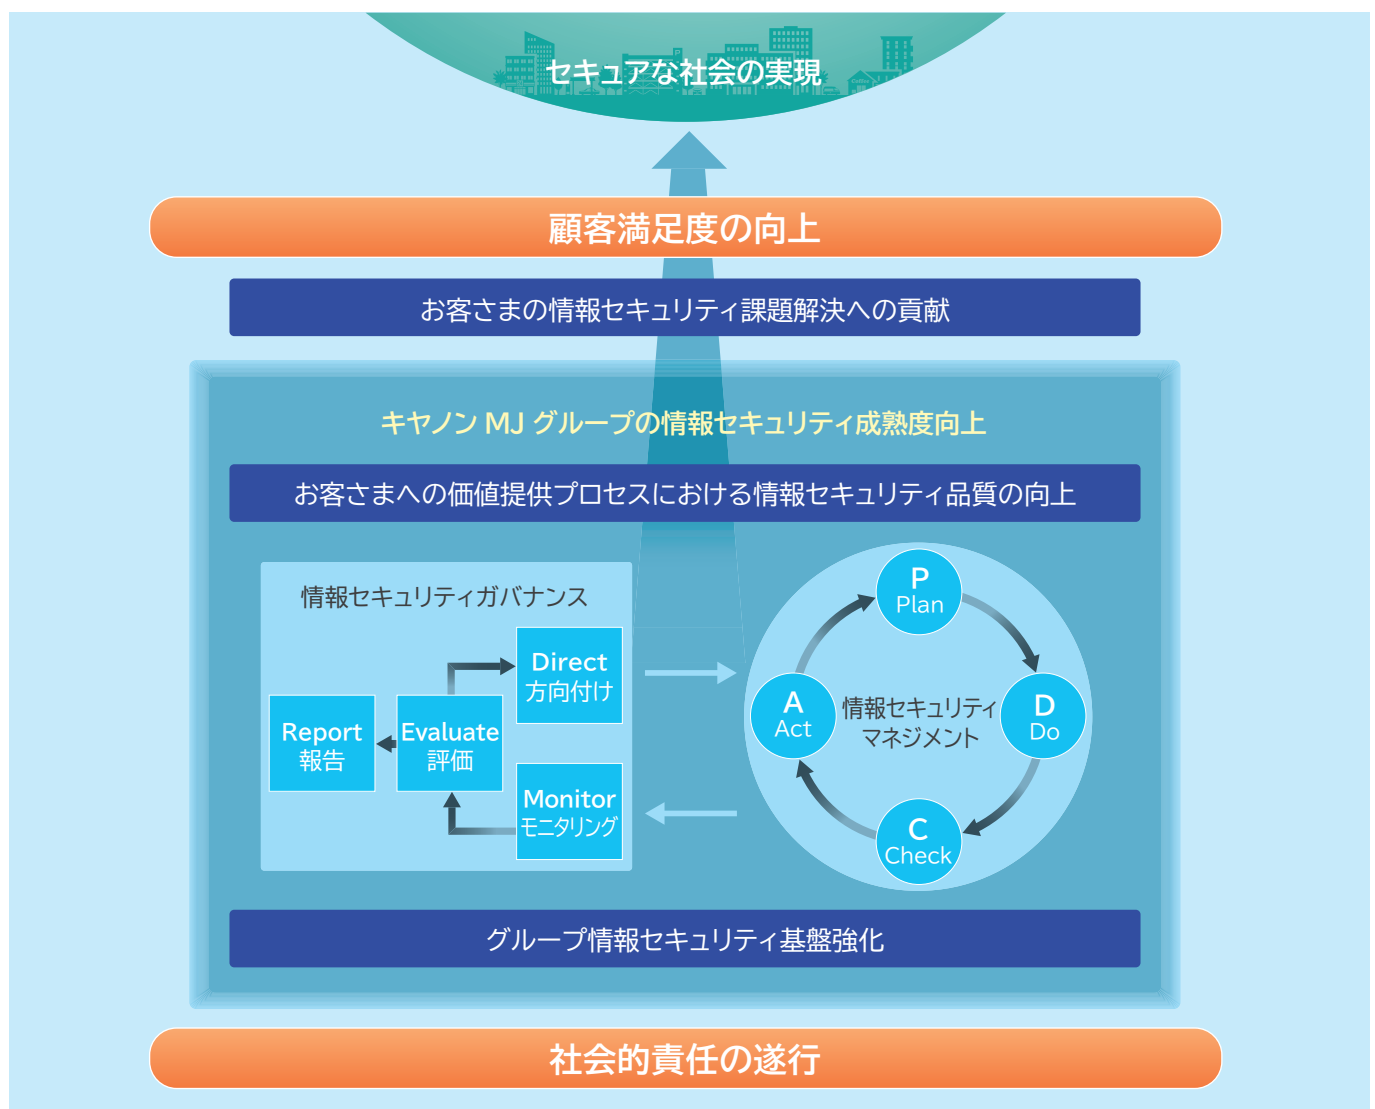 セキュアな社会の実現
顧客満足度の向上
お客さまの情報セキュリティ課題解決への貢献
キヤノン MJ グループの情報セキュリティ成熟度向上
お客さまへの価値提供プロセスにおける情報セキュリティ品質の向上
情報セキュリティガバナンス
Direct
方向付け
Report
報告
Evaluate
評価
Monitor
モニタリング
P
Plan
D
Do
C
Check
A
Act
情報セキュリティ
マネジメント
グループ情報セキュリティ基盤強化
社会的責任の遂行